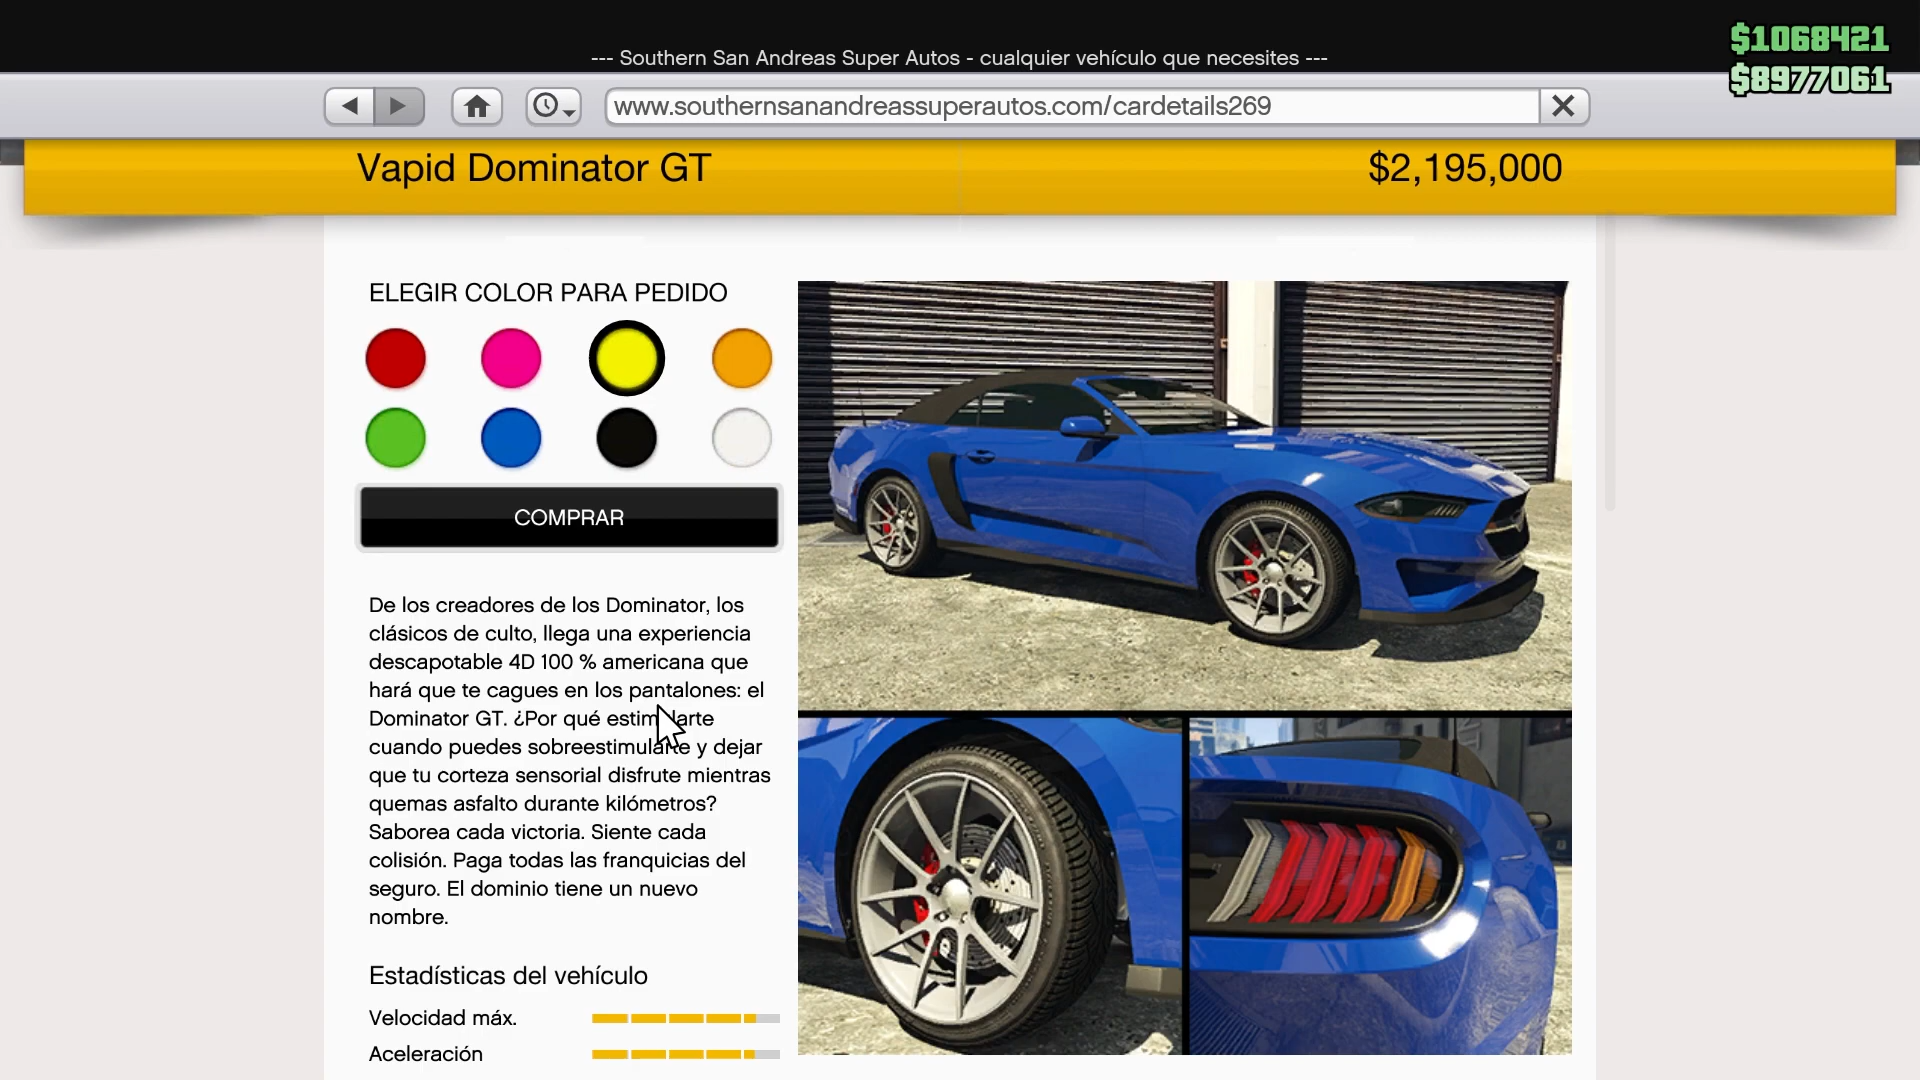 --- Southern San Andreas Super Autos - cualquier vehículo que necesites ---
$1068421
$8977061
www.southernsanandreassuperautos.com/cardetails269
Vapid Dominator GT
$2,195,000
ELEGIR COLOR PARA PEDIDO
COMPRAR
De los creadores de los Dominator, los
clásicos de culto, llega una experiencia
descapotable 4D 100 % americana que
hará que te cagues en los pantalones: el
Dominator GT. ¿Por qué estimularte
cuando puedes sobreestimularte y dejar
que tu corteza sensorial disfrute mientras
quemas asfalto durante kilómetros?
Saborea cada victoria. Siente cada
colisión. Paga todas las franquicias del
seguro. El dominio tiene un nuevo
nombre.
Estadísticas del vehículo
Velocidad máx.
Aceleración